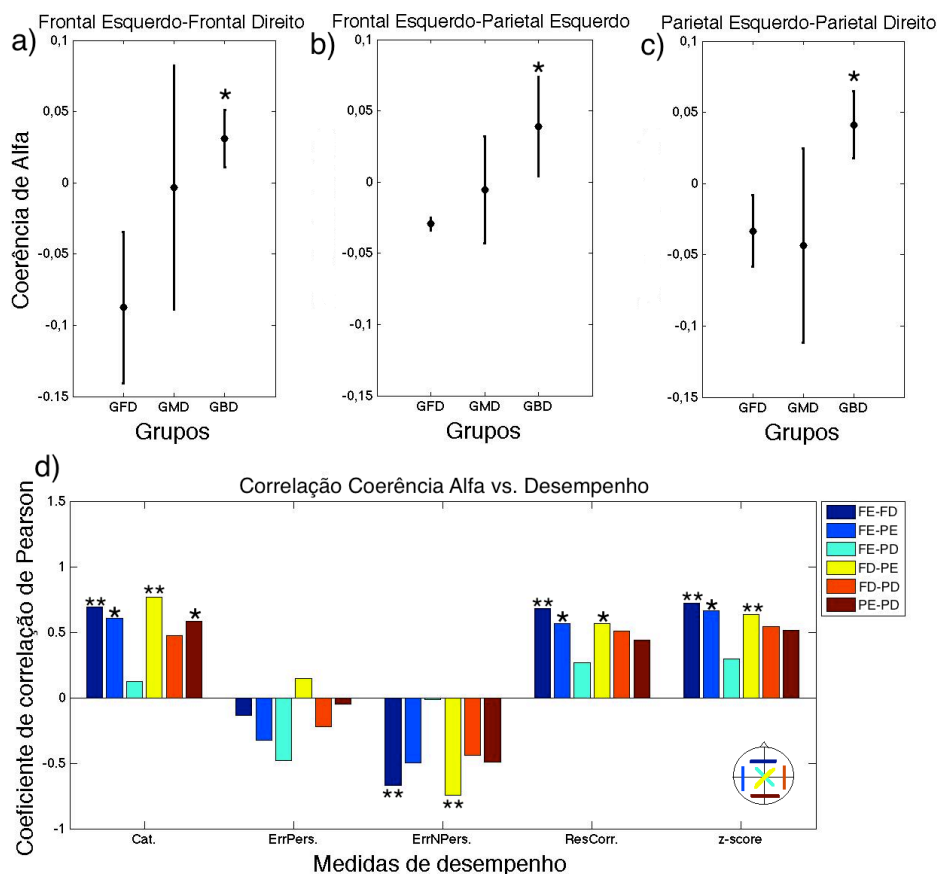 Frontal Esquerdo-Frontal Direito
Frontal Esquerdo-Parietal Esquerdo
Parietal Esquerdo-Parietal Direito
a)
b)
c)
Coerência de Alfa
0,1
0,05
0
-0,05
-0,1
-0.15
*
GFD GMD GBD
Grupos
0,1
0,05
0
-0,05
-0,1
-0,15
*
GFD GMD GBD
Grupos
0,1
0,05
0
-0,05
-0,1
-0,15
*
GFD GMD GBD
Grupos
d)
Correlação Coerência Alfa vs. Desempenho
Coeficiente de correlação de Pearson
1.5
1
0.5
0
-0.5
-1
** * ** *
** **
** * *
** * **
FE-FD
FE-PE
FE-PD
FD-PE
FD-PD
PE-PD
Cat. ErrPers. ErrNPers. ResCorr. z-score
Medidas de desempenho